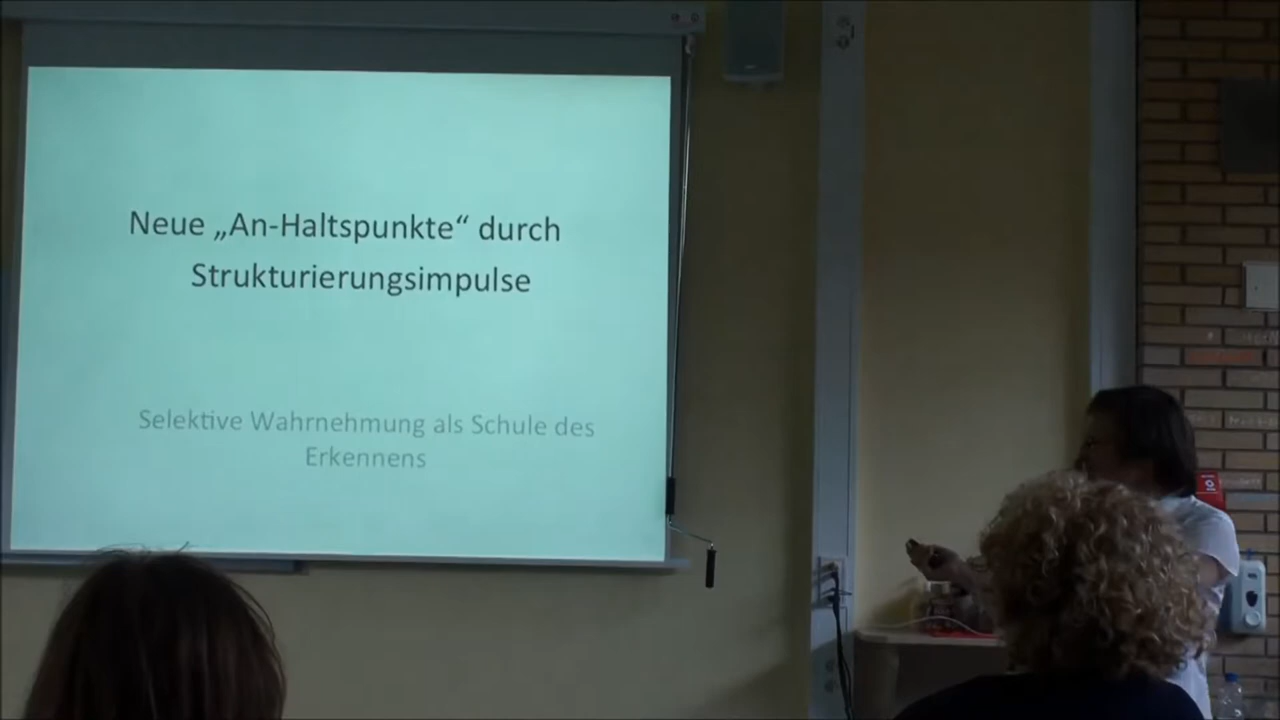 Neue „An-Haltspunkte“ durch
Strukturierungsimpulse
Selektive Wahrnehmung als Schule des
Erkennens